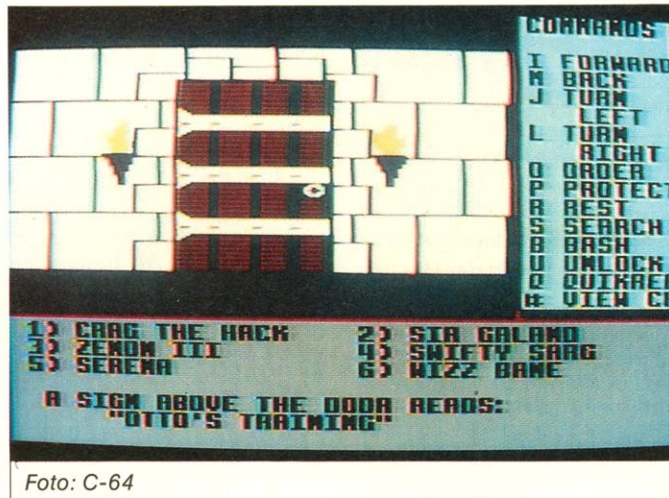 COMMANDS
I FORWARD
M BACK
J TURN
LEFT
L TURN
RIGHT
O ORDER
P PROTECT
R REST
S SEARCH
B BASH
U UNLOCK
Q
# VIEW
1) CRAG THE HACK 2) SIR GALAND
3) ZENON III 4) SWIFTY SARG
5) SERENA 6) WIZZ BANE
A SIGN ABOVE THE DOOR READS:
"OTTO'S TRAINING"
Foto: C-64